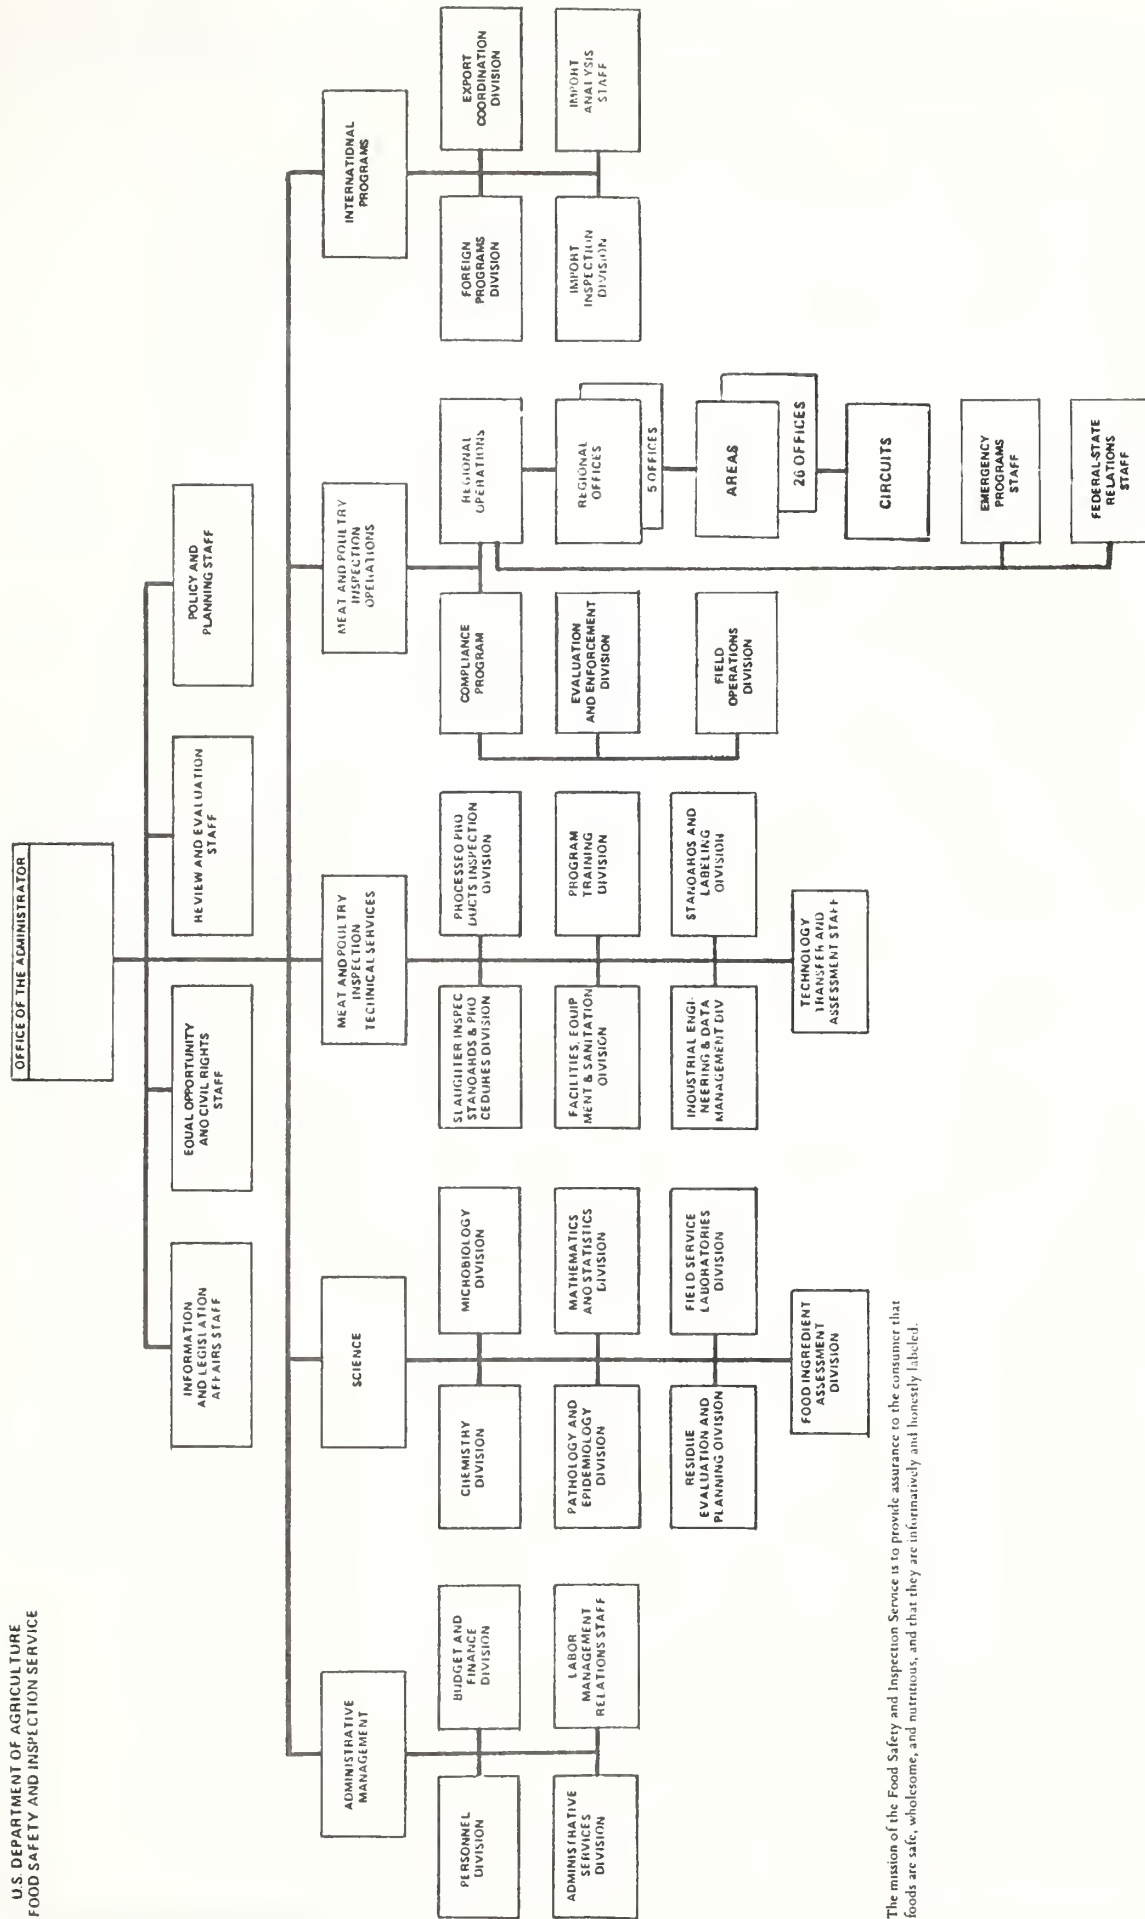 U.S. DEPARTMENT OF AGRICULTURE
FOOD SAFETY AND INSPECTION SERVICE
OFFICE OF THE ADMINISTRATOR
INFORMATION
AND LEGISLATION
AFFAIRS STAFF
EQUAL OPPORTUNITY
AND CIVIL RIGHTS
STAFF
REVIEW AND EVALUATION
STAFF
POLICY AND
PLANNING STAFF
ADMINISTRATIVE
MANAGEMENT
SCIENCE
MEAT AND POULTRY
INSPECTION
TECHNICAL SERVICES
MEAT AND POULTRY
INSPECTION
OPERATIONS
INTERNATIONAL
PROGRAMS
PERSONNEL
DIVISION
BUDGET AND
FINANCE
DIVISION
ADMINISTRATIVE
SERVICES
DIVISION
LABOR
MANAGEMENT
RELATIONS STAFF
CHEMISTRY
DIVISION
MICROBIOLOGY
DIVISION
PATHOLOGY AND
EPIDEMIOLOGY
DIVISION
MATHEMATICS
AND STATISTICS
DIVISION
RESIDUE
EVALUATION AND
PLANNING DIVISION
FIELD SERVICE
LABORATORIES
DIVISION
FOOD INGREDIENT
ASSESSMENT
DIVISION
SLAUGHTER INSPEC
STANDARDS & PRO
CEDURES DIVISION
PROCESSED PRO
DUCTS INSPECTION
DIVISION
FACILITIES, EQUIP
MENT & SANITATION
DIVISION
PROGRAM
TRAINING
DIVISION
INDUSTRIAL ENGI-
NEERING & DATA
MANAGEMENT DIV
STANDARDS AND
LABELING
DIVISION
TECHNOLOGY
TRANSFER AND
ASSESSMENT STAFF
COMPLIANCE
PROGRAM
EVALUATION
AND ENFORCEMENT
DIVISION
FIELD
OPERATIONS
DIVISION
REGIONAL
OPERATIONS
REGIONAL
OFFICES
5 OFFICES
AREAS
26 OFFICES
CIRCUITS
EMERGENCY
PROGRAMS
STAFF
FEDERAL-STATE
RELATIONS
STAFF
FOREIGN
PROGRAMS
DIVISION
EXPORT
COORDINATION
DIVISION
IMPORT
INSPECTION
DIVISION
IMPORT
ANALYSIS
STAFF
The mission of the Food Safety and Inspection Service is to provide assurance to the consumer that
foods are safe, wholesome, and nutritious, and that they are informatively and honestly labeled.